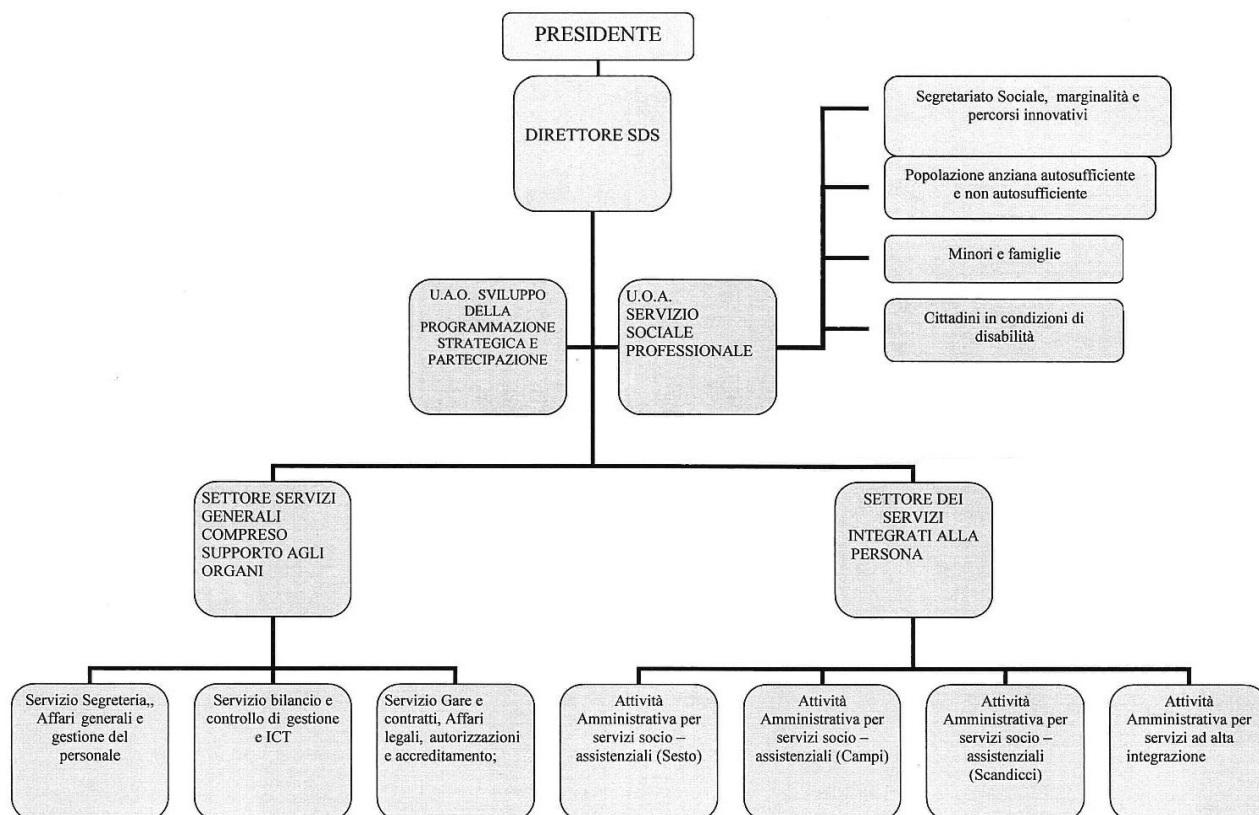 PRESIDENTE
DIRETTORE SDS
Segretariato Sociale, marginalità e
percorsi innovativi
Popolazione anziana autosufficiente
e non autosufficiente
Minori e famiglie
Cittadini in condizioni di
disabilità
U.A.O. SVILUPPO
DELLA
PROGRAMMAZIONE
STRATEGICA E
PARTECIPAZIONE
U.O.A.
SERVIZIO
SOCIALE
PROFESSIONALE
SETTORE SERVIZI
GENERALI
COMPRESO
SUPPORTO AGLI
ORGANI
SETTORE DEI
SERVIZI
INTEGRATI ALLA
PERSONA
Servizio Segreteria,, 
Affari generali e
gestione del
personale
Servizio bilancio e
controllo di gestione
e ICT
Servizio Gare e
contratti, Affari
legali, autorizzazioni
e accreditamento;
Attività
Amministrativa per
servizi socio –
assistenziali (Sesto)
Attività
Amministrativa per
servizi socio –
assistenziali (Campi)
Attività
Amministrativa per
servizi socio –
assistenziali
(Scandicci)
Attività
Amministrativa per
servizi ad alta
integrazione